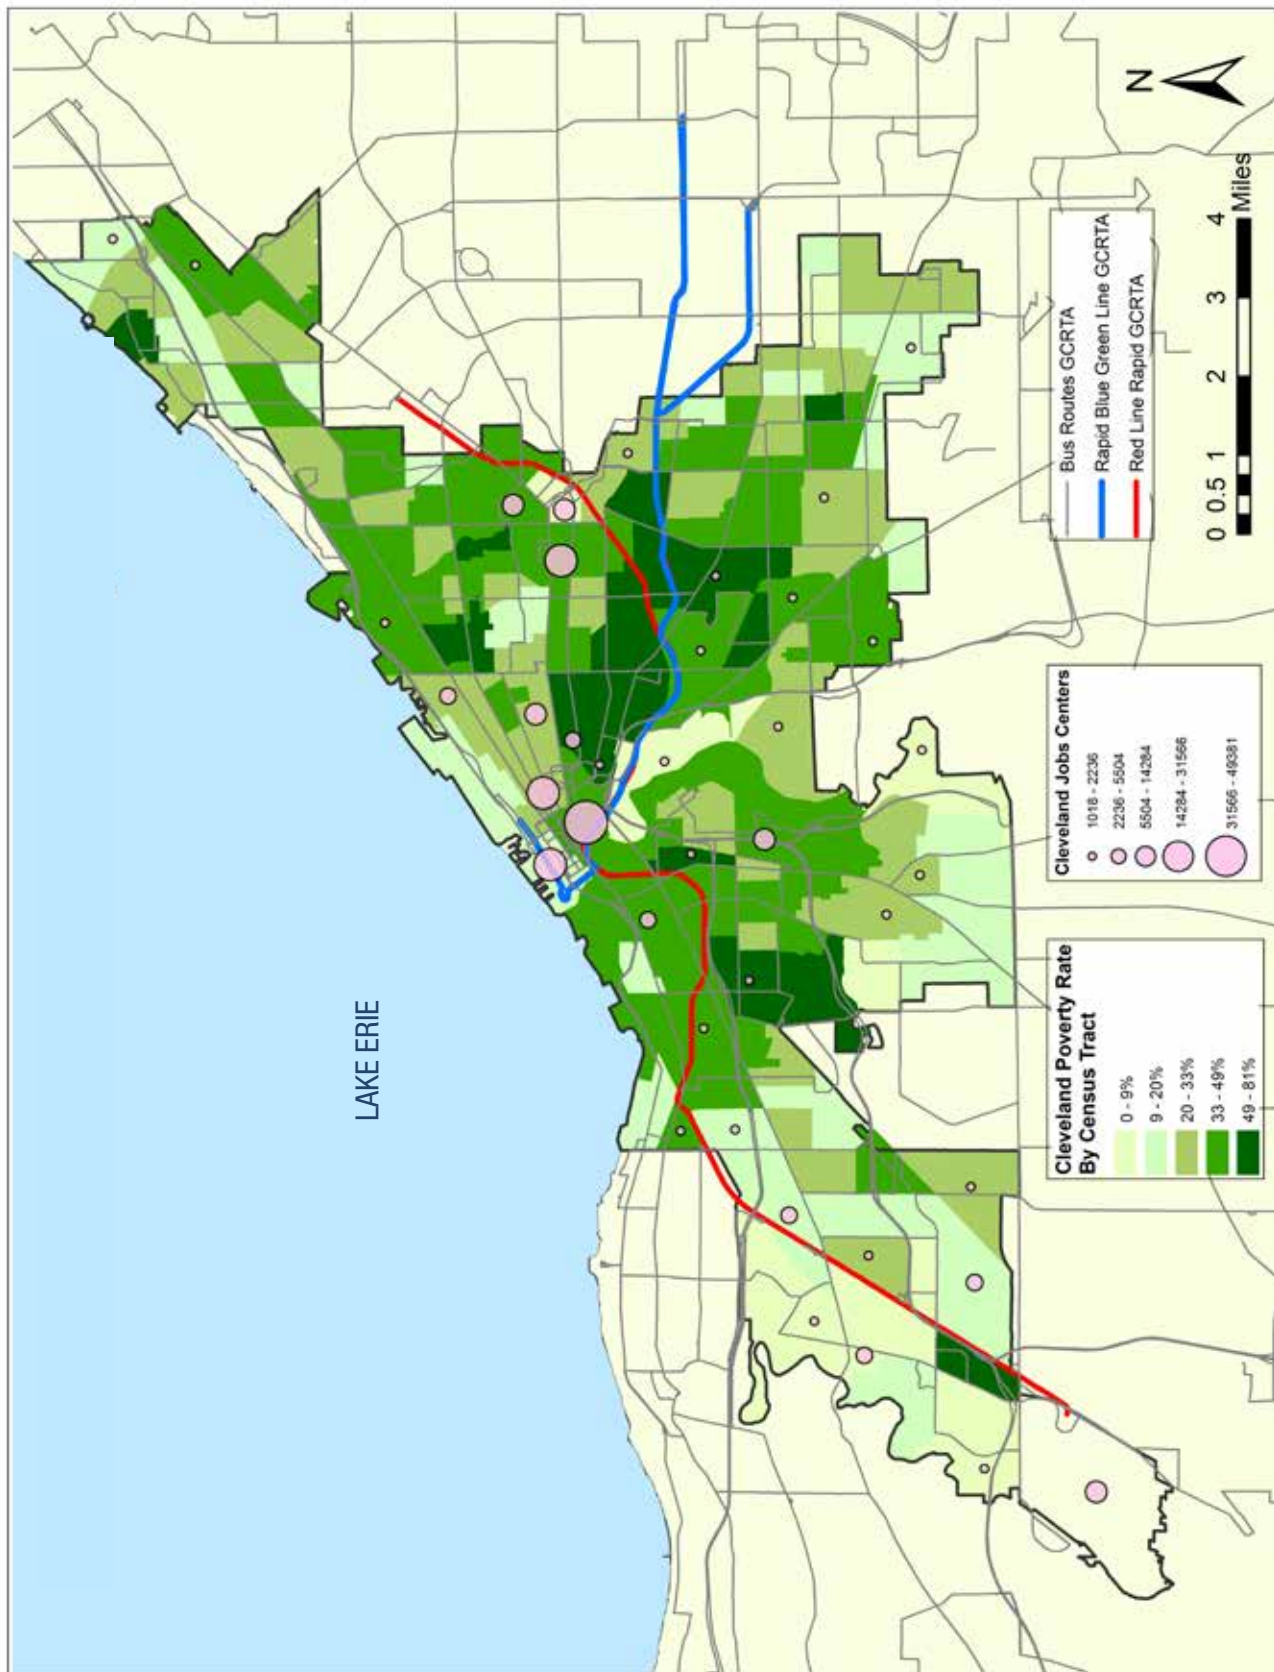 LAKE ERIE
N
Cleveland Poverty Rate
By Census Tract
0 - 9%
9 - 20%
20 - 33%
33 - 49%
49 - 81%
Cleveland Jobs Centers
1018 - 2236
2236 - 5504
5504 - 14284
14284 - 31566
31566 - 49381
Bus Routes GCRTA
Rapid Blue Green Line GCRTA
Red Line Rapid GCRTA
0 0.5 1 2 3 4
Miles